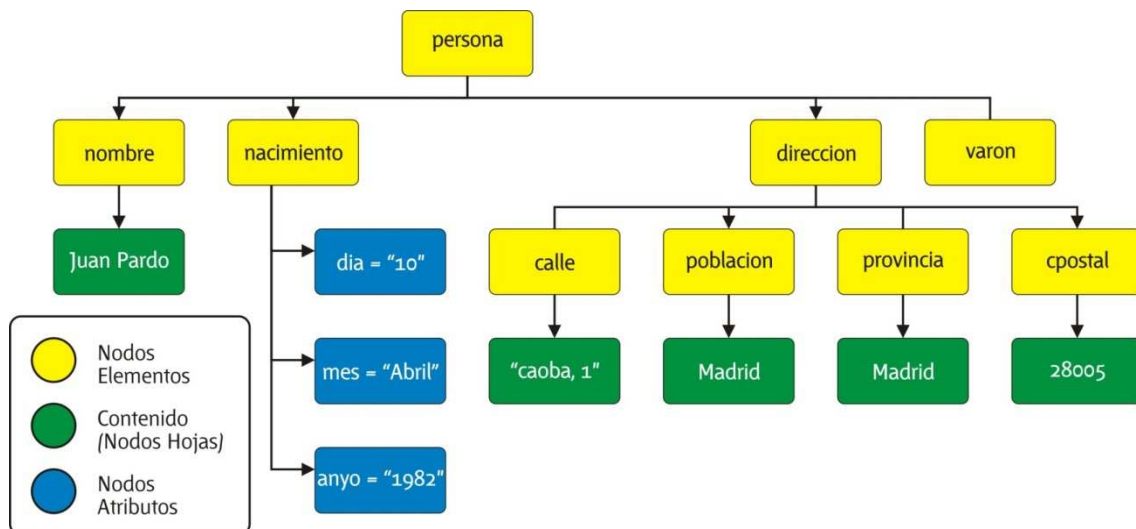 persona
nombre
nacimiento
direccion
varon
Juan Pardo
dia = “10”
calle
poblacion
provincia
cpostal
mes = “Abril”
“caoba, 1"
Madrid
Madrid
28005
anyo = “1982”
Nodos
Elementos
Contenido
(Nodos Hojas)
Nodos
Atributos